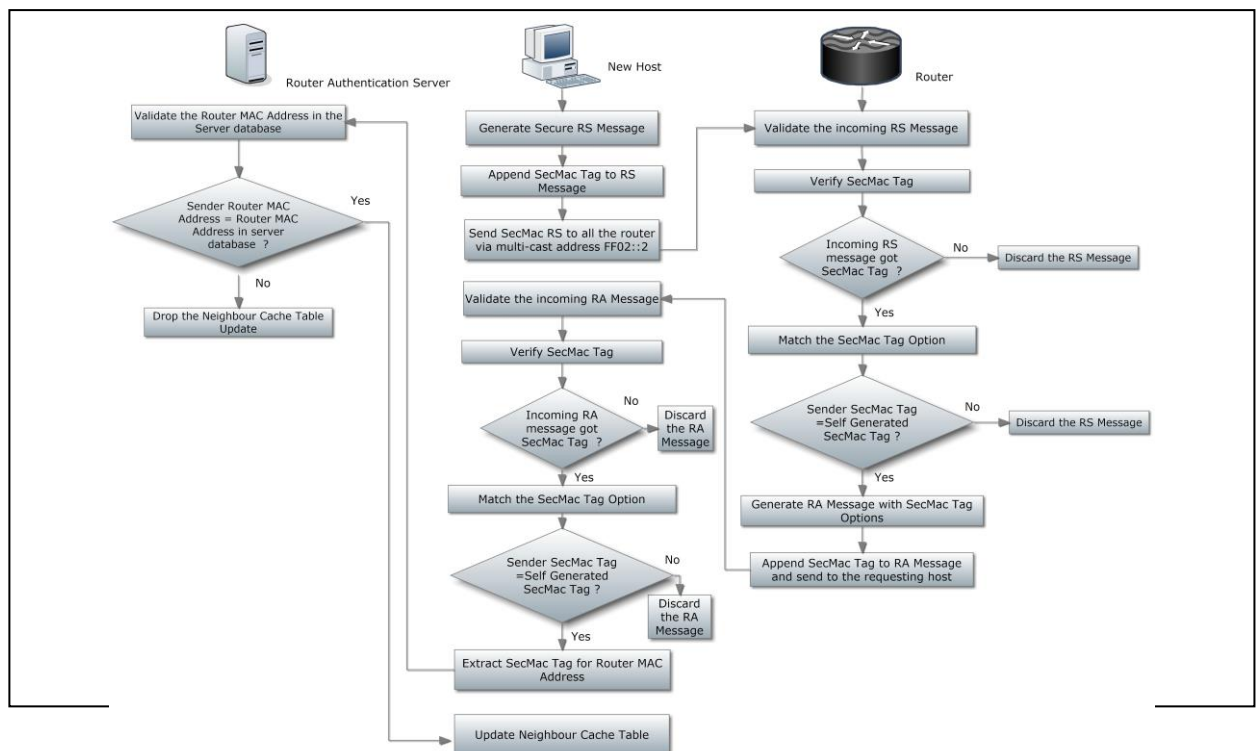 Router Authentication Server
Validate the Router MAC Address in the
Server database
Sender Router MAC
Address = Router MAC
Address in server
database ?
Yes
No
Drop the Neighbour Cache Table
Update
New Host
Generate Secure RS Message
Append SecMac Tag to RS
Message
Send SecMac RS to all the router
via multi-cast address FF02::2
Validate the incoming RA Message
Verify SecMac Tag
Incoming RA
message got
SecMac Tag ?
No
Discard
the RA
Message
Yes
Match the SecMac Tag Option
Sender SecMac Tag
=Self Generated
SecMac Tag ?
No
Discard
the RA
Message
Yes
Extract SecMac Tag for Router MAC
Address
Update Neighbour Cache Table
Router
Validate the incoming RS Message
Verify SecMac Tag
Incoming RS
message got
SecMac Tag ?
No
Discard the RS Message
Yes
Match the SecMac Tag Option
Sender SecMac Tag
=Self Generated
SecMac Tag ?
No
Discard the RS Message
Yes
Generate RA Message with SecMac Tag
Options
Append SecMac Tag to RA Message
and send to the requesting host